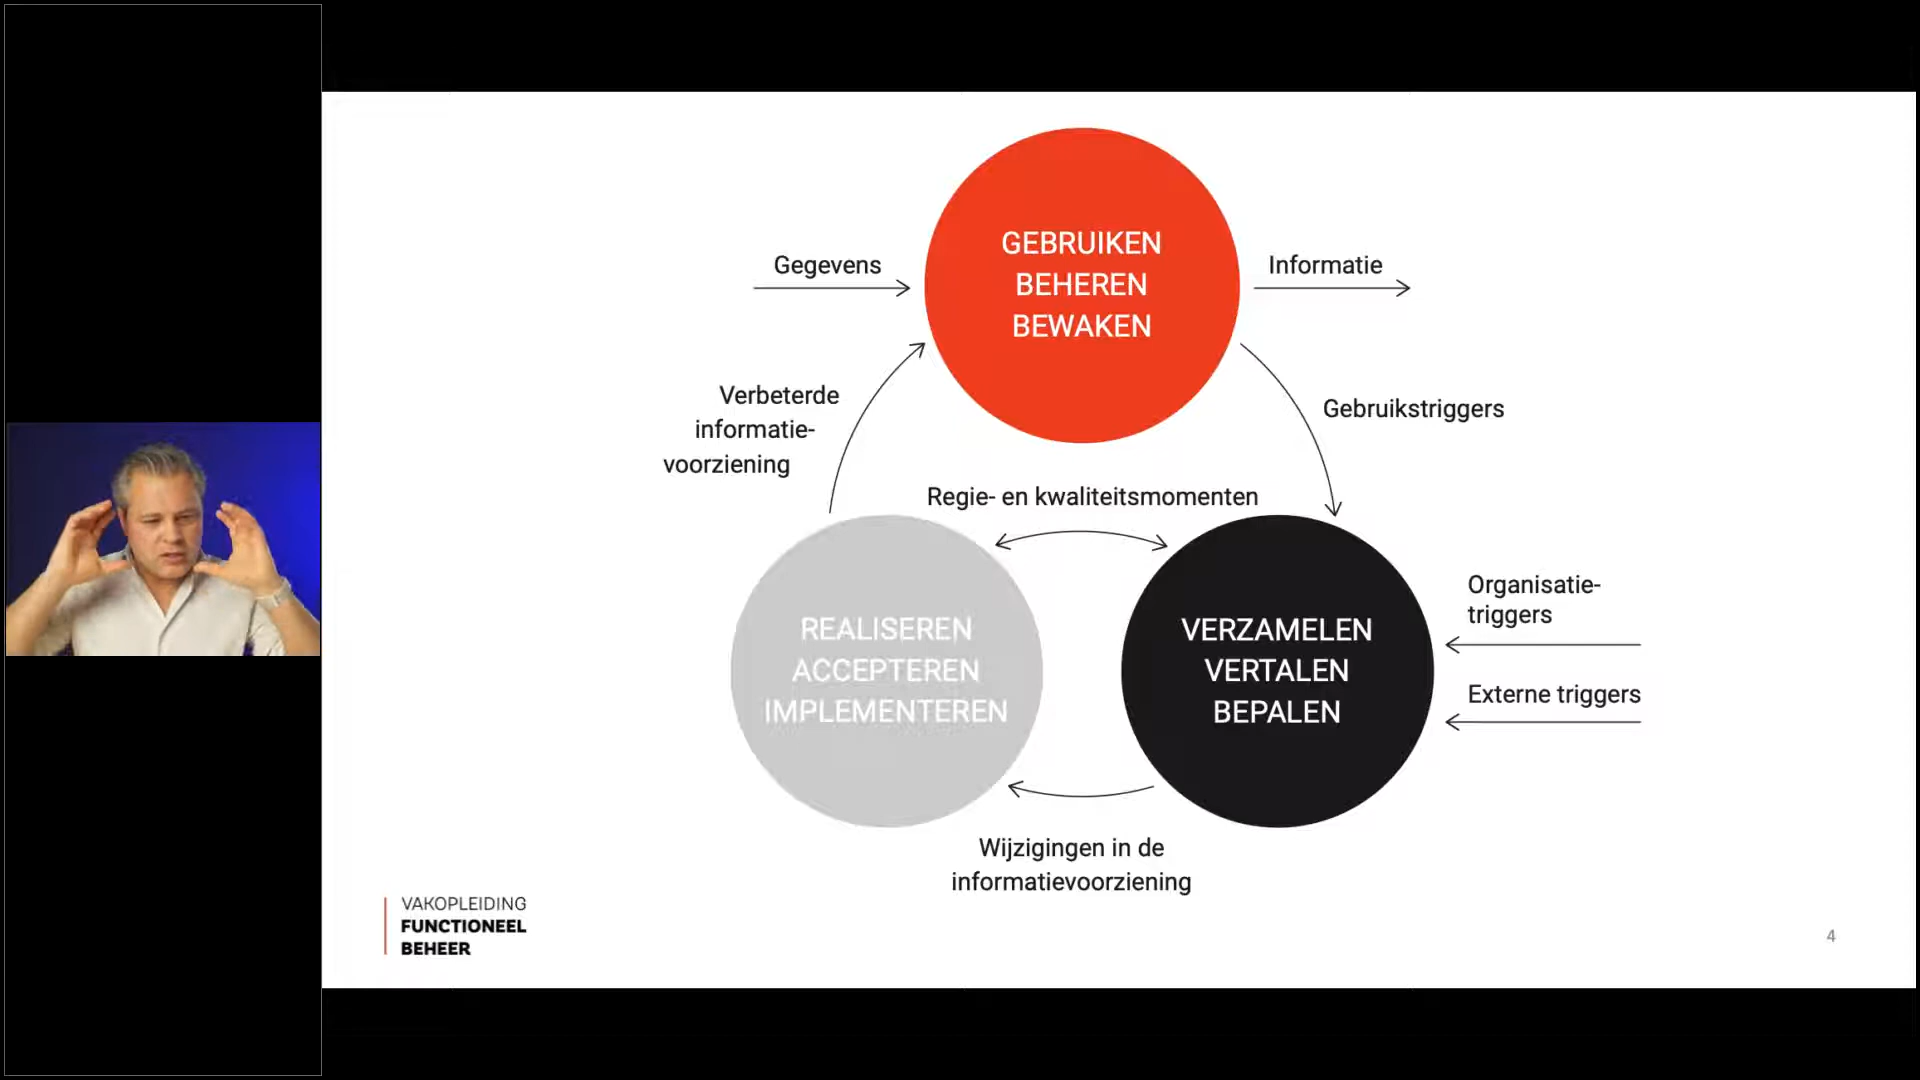 GEBRUIKEN
BEHEREN
BEWAKEN
Gegevens
Informatie
Verbeterde
informatie-
voorziening
Gebruikstriggers
Regie- en kwaliteitsmomenten
REALISEREN
ACCEPTEREN
IMPLEMENTEREN
VERZAMELEN
VERTALEN
BEPALEN
Organisatie-
triggers
Externe triggers
Wijzigingen in de
informatievoorziening
VAKOPLEIDING
FUNCTIONEEL
BEHEER
4